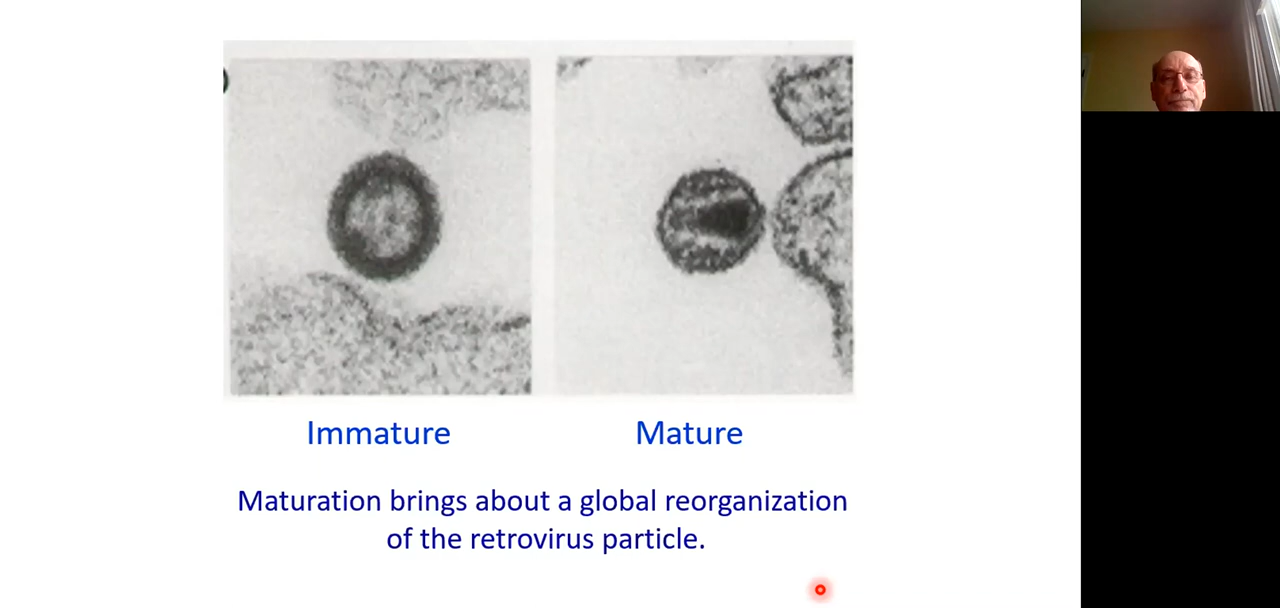 Immature
Mature
Maturation brings about a global reorganization
of the retrovirus particle.